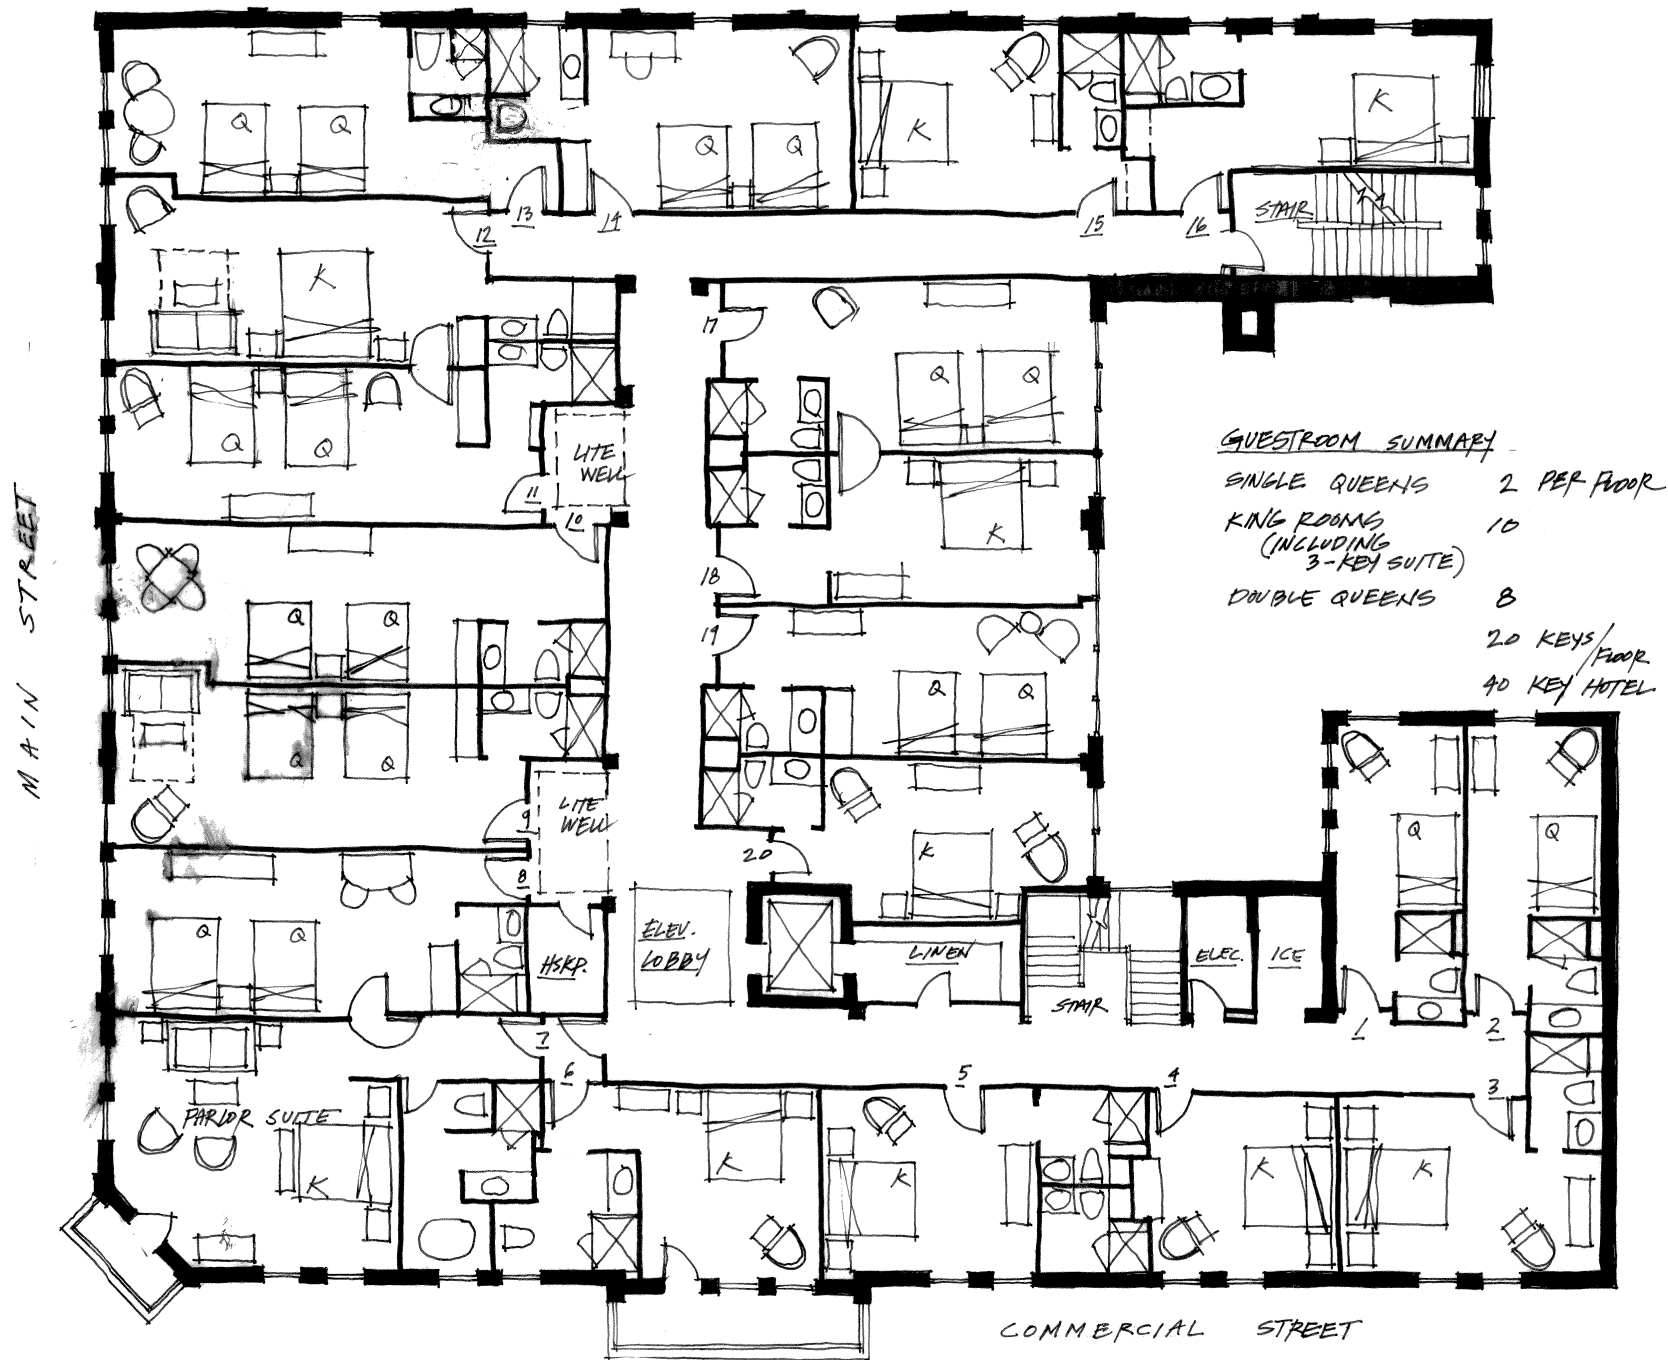 Q
Q
Q
Q
K
K
STAIR
13
14
15
16
12
K
17
Q
Q
Q
Q
LITE
WELL
11
10
K
GUESTROOM SUMMARY
SINGLE QUEENS 2 PER FLOOR
KING ROOMS 10
(INCLUDING
3-KEY SUITE)
DOUBLE QUEENS 8
20 KEYS/
FLOOR
40 KEY HOTEL
MAIN STREET
18
19
Q
Q
Q
Q
Q
Q
LITE
WELL
9
8
20
K
Q
Q
Q
Q
HSKP.
ELEV.
LOBBY
LINEN
STAIR
ELEC.
ICE
1
2
7
6
5
4
3
PARLOR SUITE
K
K
K
K
K
COMMERCIAL STREET